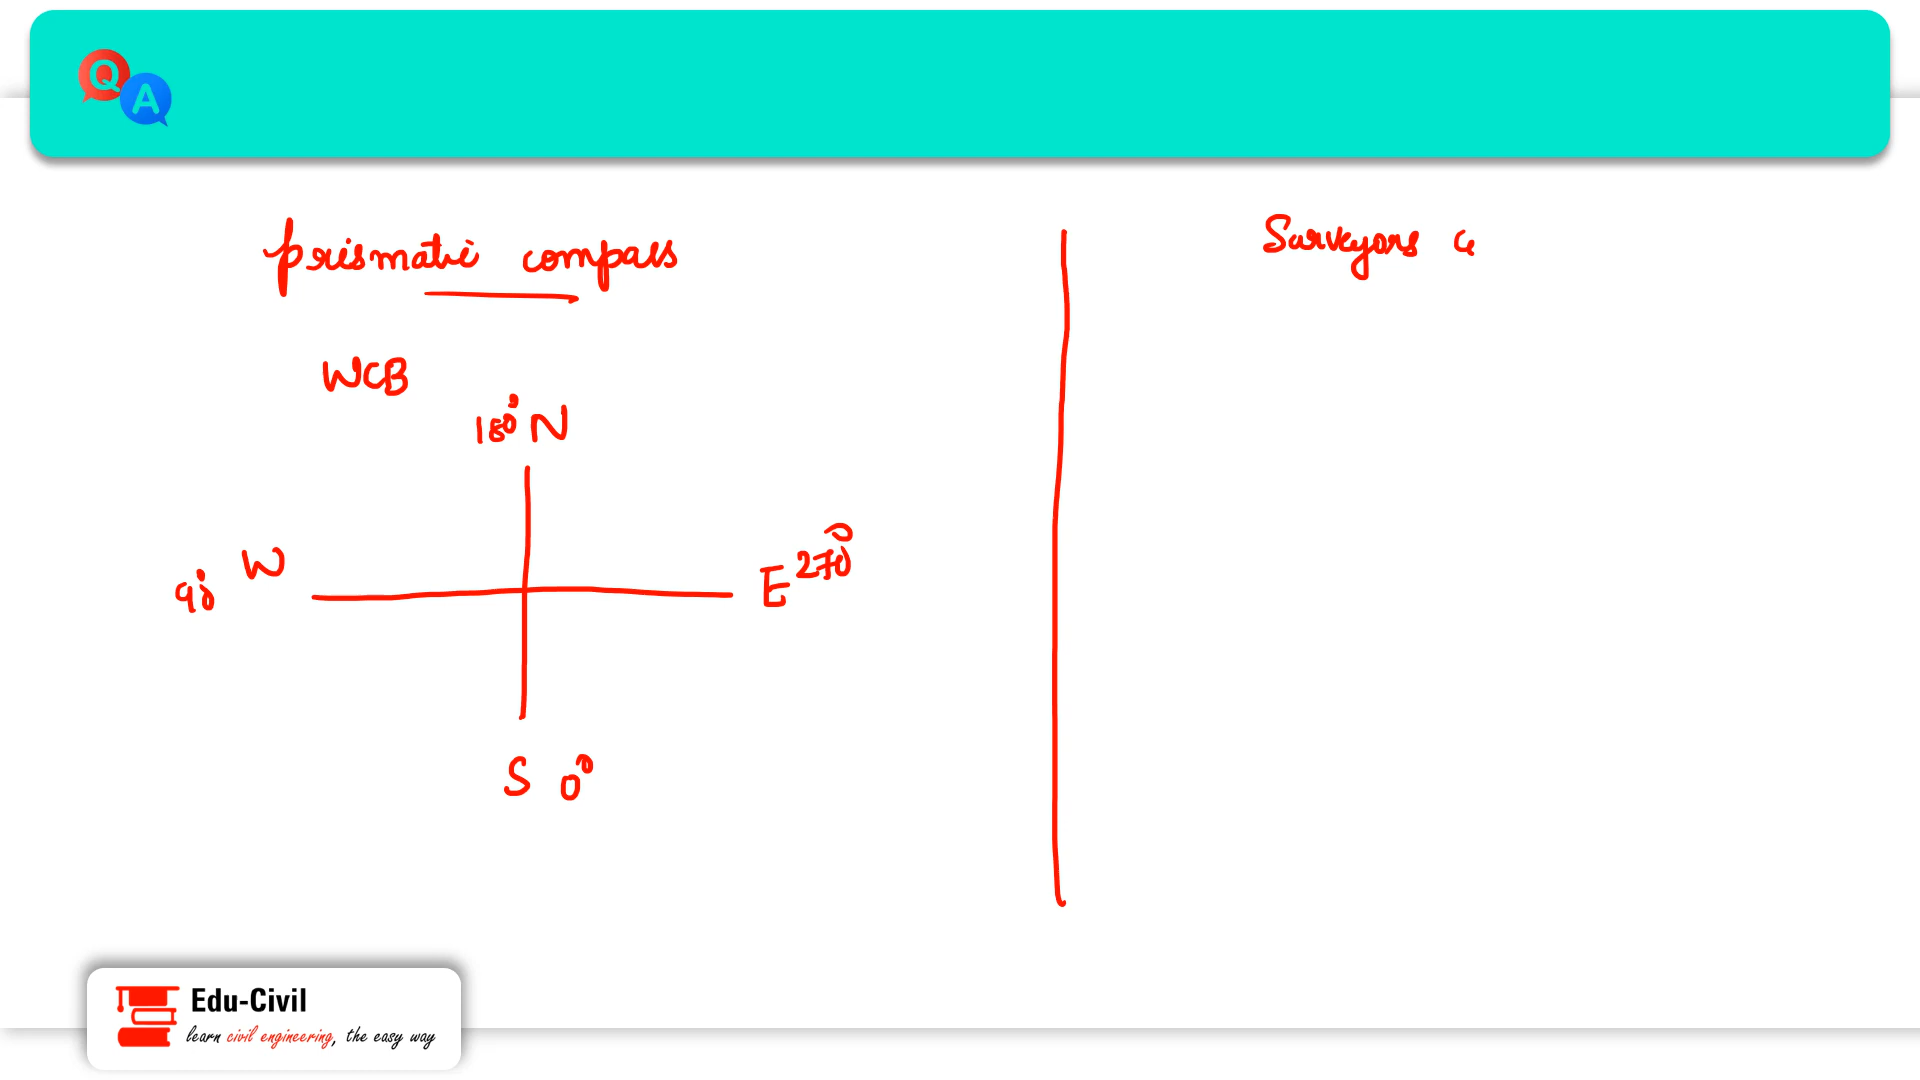 Q A
prismatic compass
WCB
180° N
W
90°
E 270°
S 0°
Surveyors c
Edu-Civil
learn civil engineering, the easy way